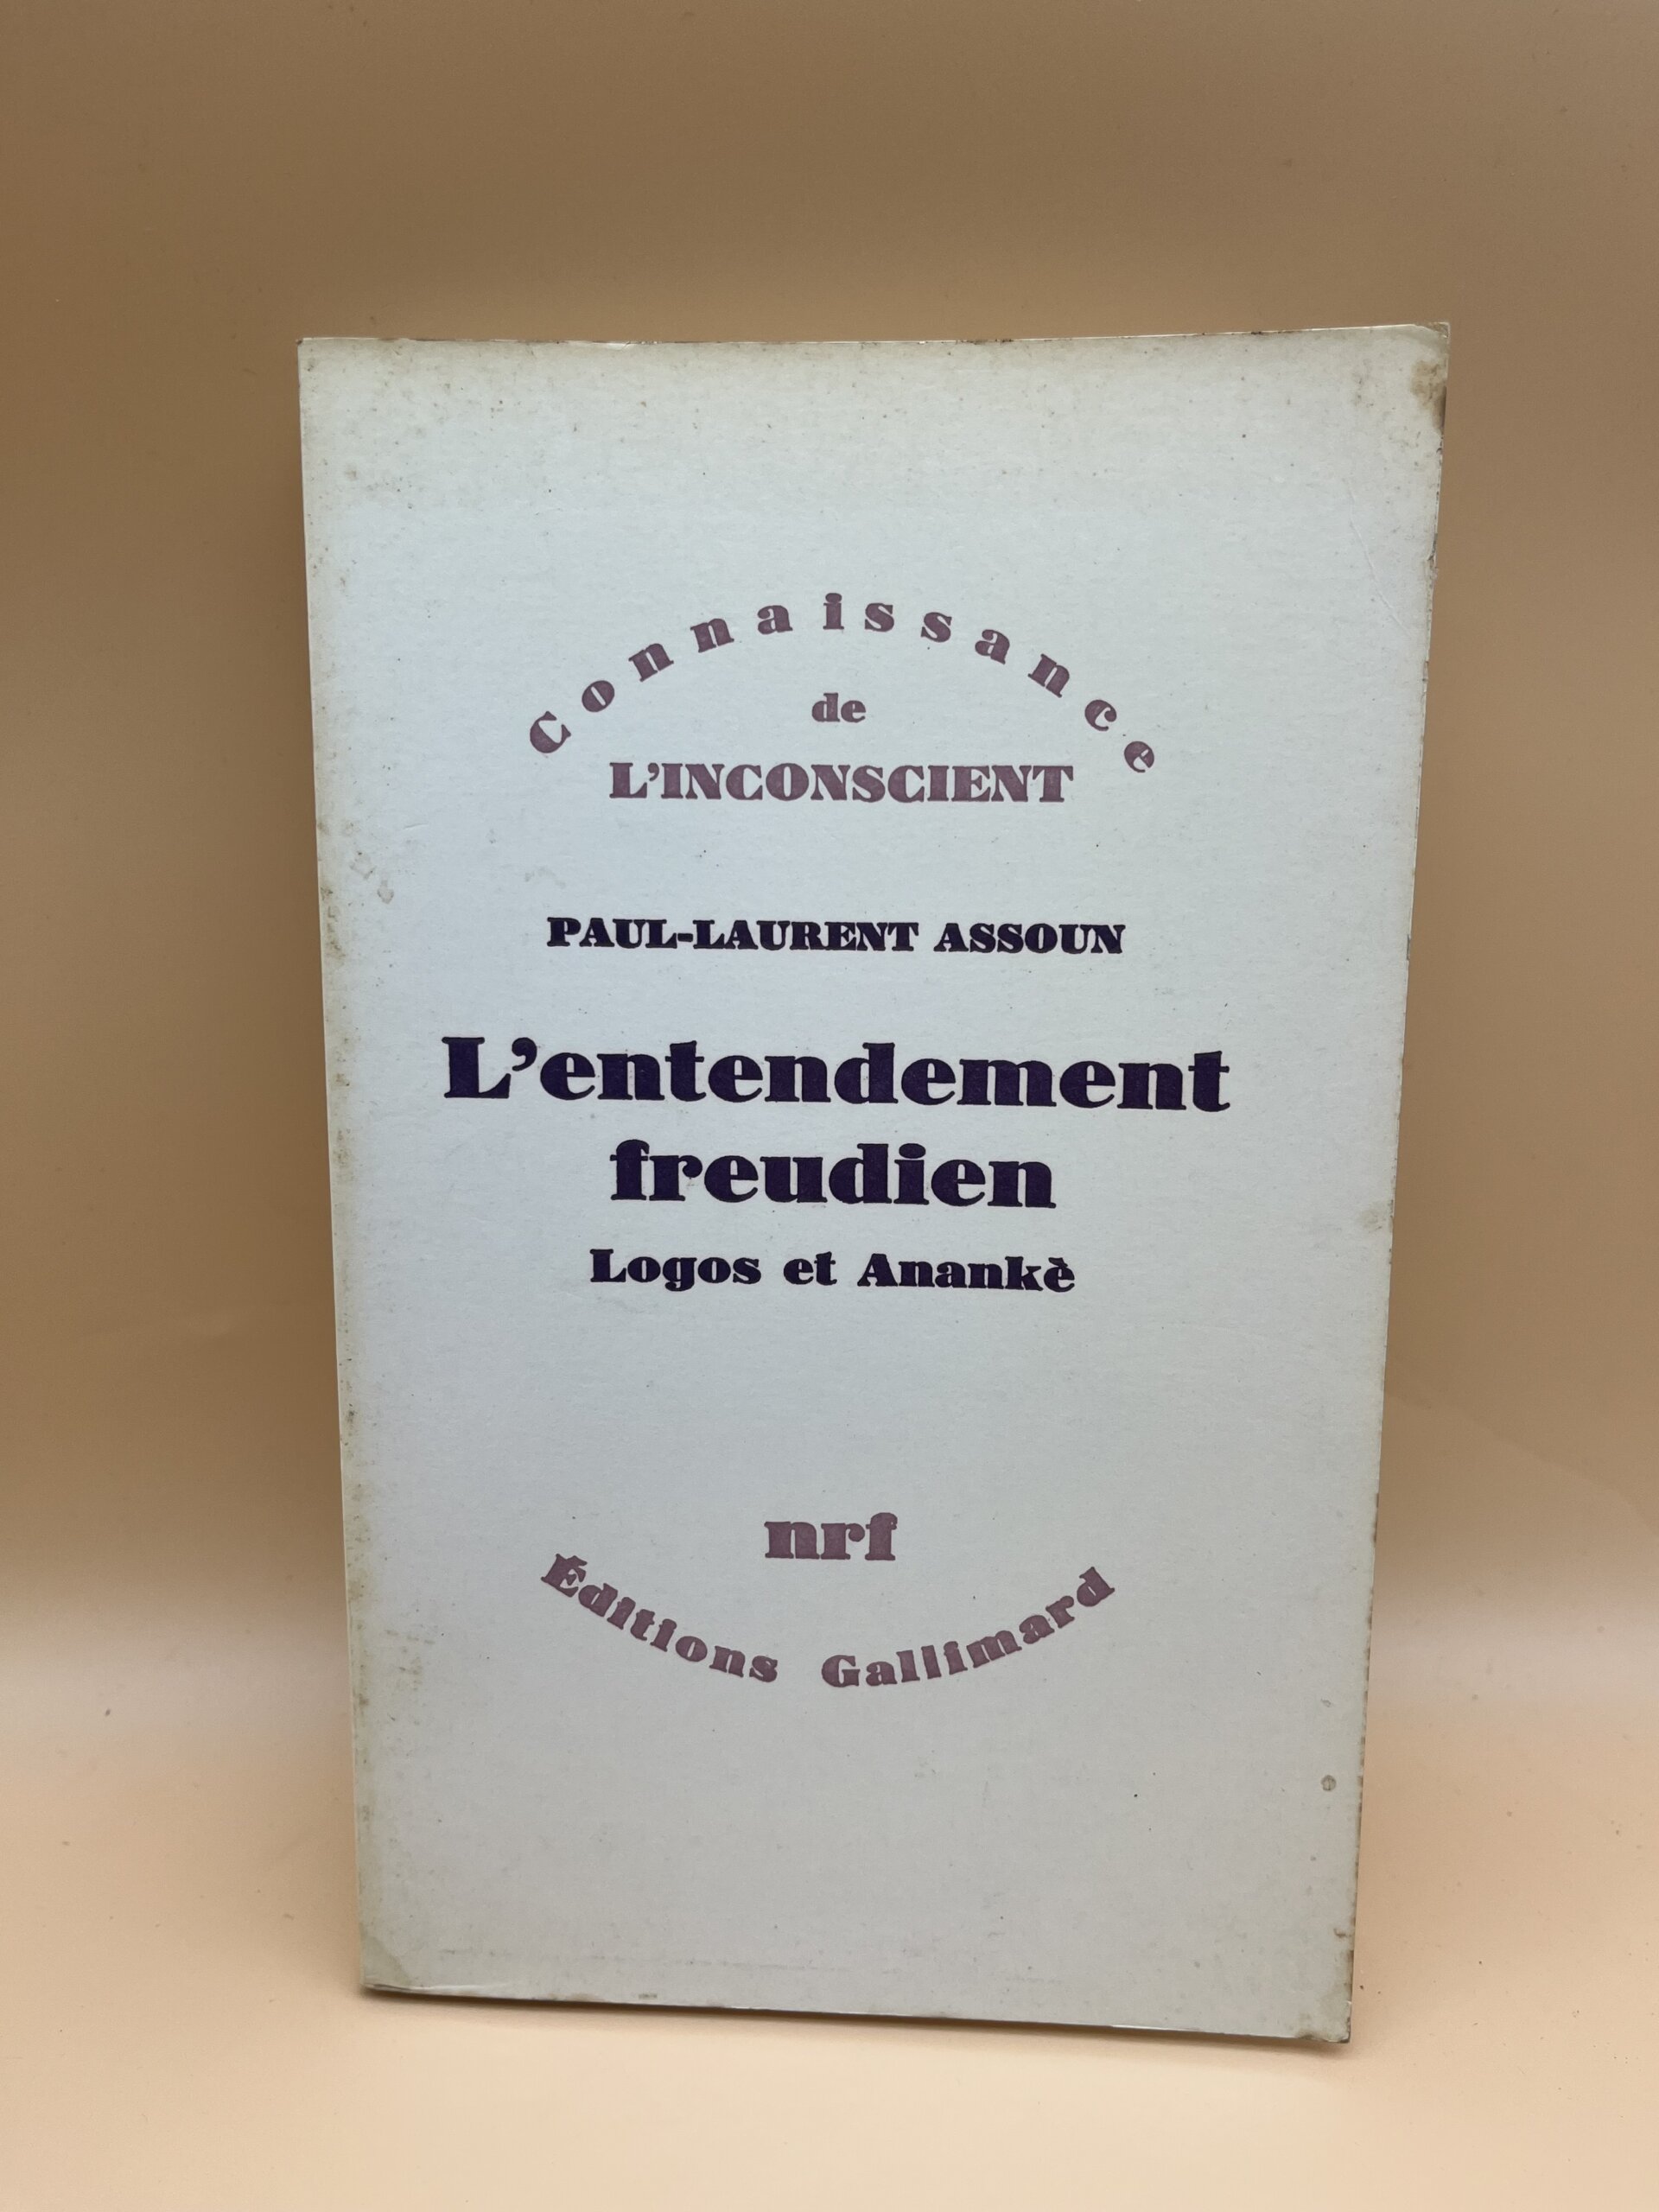 Connaissance
de
L'INCONSCIENT
PAUL-LAURENT ASSOUN
L'entendement
freudien
Logos et Anankè
nrf
Éditions Gallimard